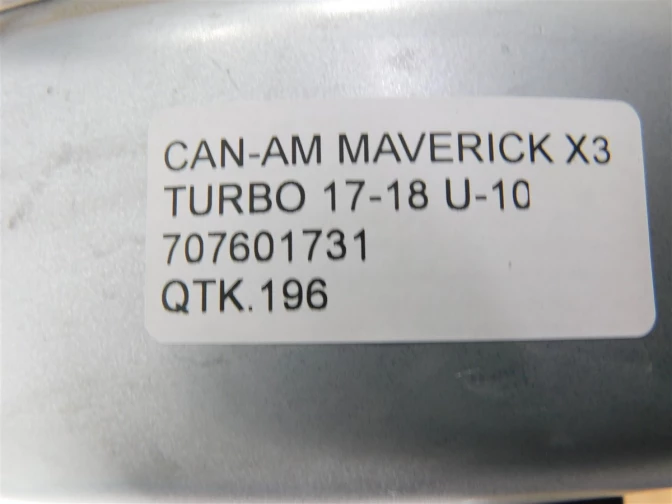 CAN-AM MAVERICK X3
TURBO 17-18 U-10
707601731
QTK.196